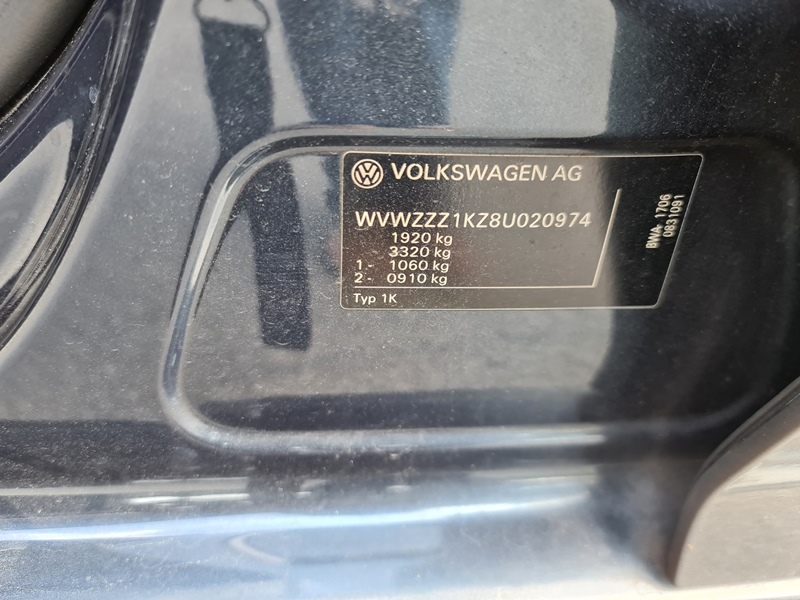 VOLKSWAGEN AG
WVWZZZ1KZ8U020974
1920 kg
3320 kg
1 - 1060 kg
2 - 0910 kg
Typ 1K
BWA 1706
0831091